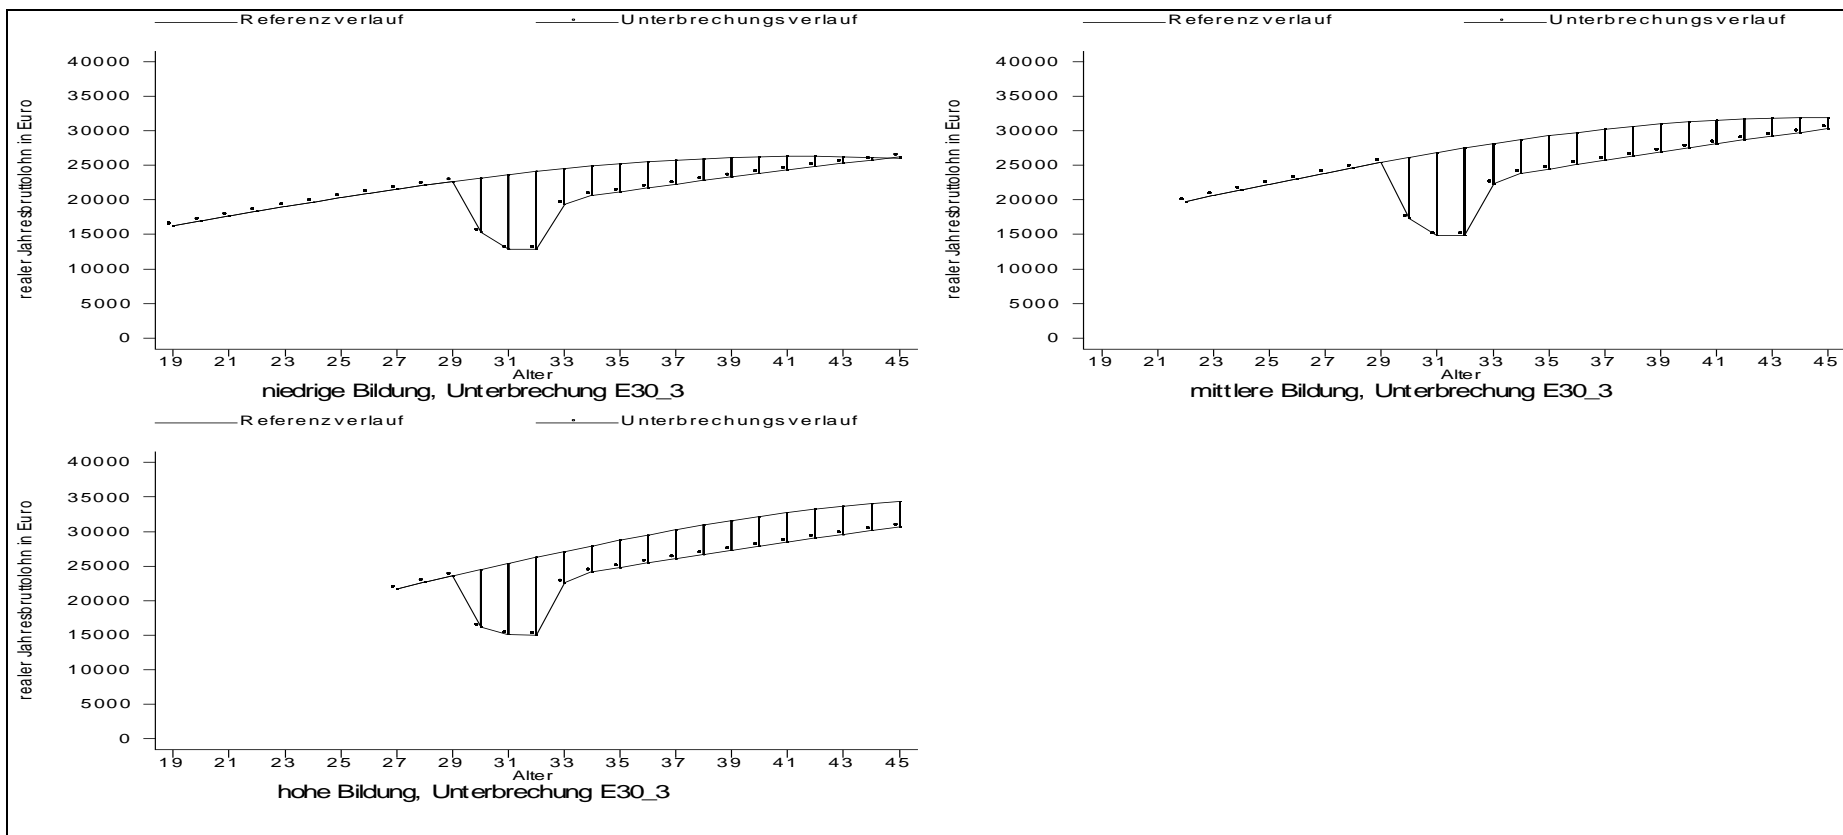 Referenzverlauf Unterbrechungsverlauf
realer Jahresbruttolohn in Euro
40000
35000
30000
25000
20000
15000
10000
5000
0
19 21 23 25 27 29 31 33 35 37 39 41 43 45
Alter
niedrige Bildung, Unterbrechung E30_3
Referenzverlauf Unterbrechungsverlauf
realer Jahresbruttolohn in Euro
40000
35000
30000
25000
20000
15000
10000
5000
0
19 21 23 25 27 29 31 33 35 37 39 41 43 45
Alter
mittlere Bildung, Unterbrechung E30_3
Referenzverlauf Unterbrechungsverlauf
realer Jahresbruttolohn in Euro
40000
35000
30000
25000
20000
15000
10000
5000
0
19 21 23 25 27 29 31 33 35 37 39 41 43 45
Alter
hohe Bildung, Unterbrechung E30_3